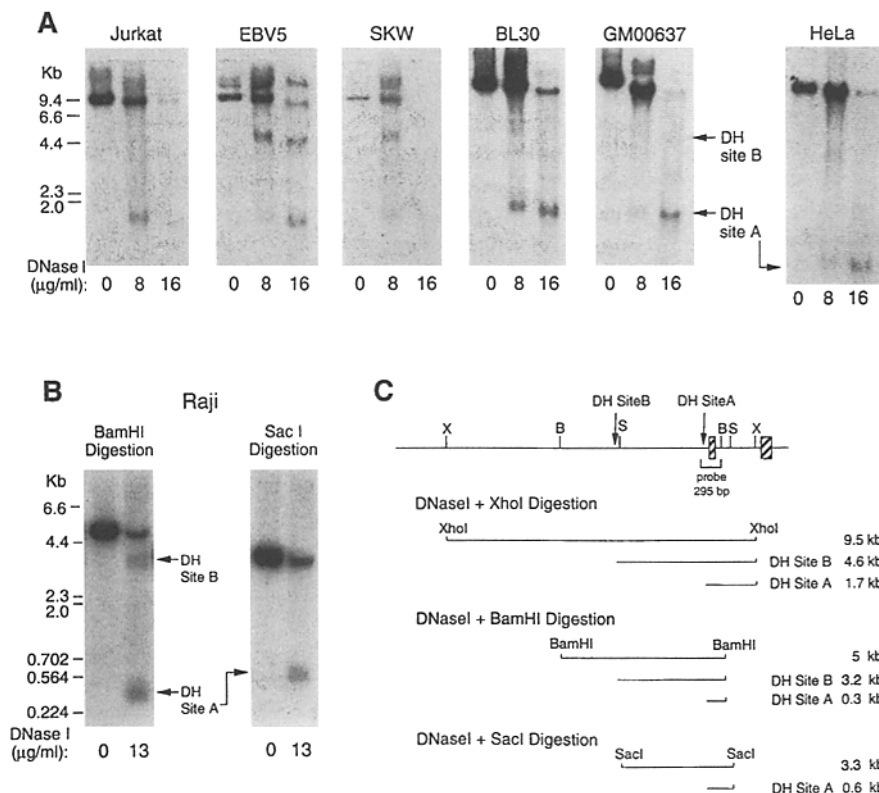 A
Jurkat
EBV5
SKW
BL30
GM00637
HeLa
Kb
9.4
6.6
4.4
2.3
2.0
DH
site B
DH
site A
DNase I
(µg/ml):
0 8 16
0 8 16
0 8 16
0 8 16
0 8 16
0 8 16
B
Raji
BamHI
Digestion
Sac I
Digestion
Kb
6.6
4.4
2.3
2.0
0.702
0.564
0.224
DH
Site B
DH
Site A
DNase I
(µg/ml):
0 13
0 13
C
DH SiteB
DH SiteA
X B S B S X
probe
295 bp
DNaseI + XhoI Digestion
XhoI XhoI
9.5 kb
DH Site B 4.6 kb
DH Site A 1.7 kb
DNaseI + BamHI Digestion
BamHI BamHI
5 kb
DH Site B 3.2 kb
DH Site A 0.3 kb
DNaseI + SacI Digestion
SacI SacI
3.3 kb
DH Site A 0.6 kb